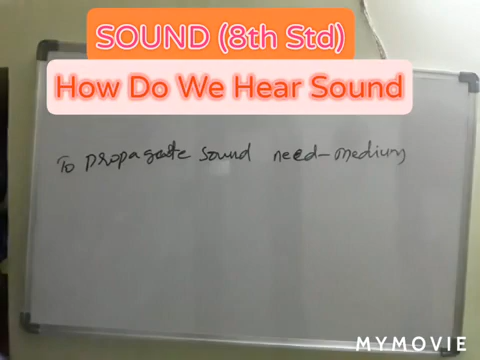 SOUND (8th Std)
How Do We Hear Sound
To propagate sound need-medium
MYMOVIE